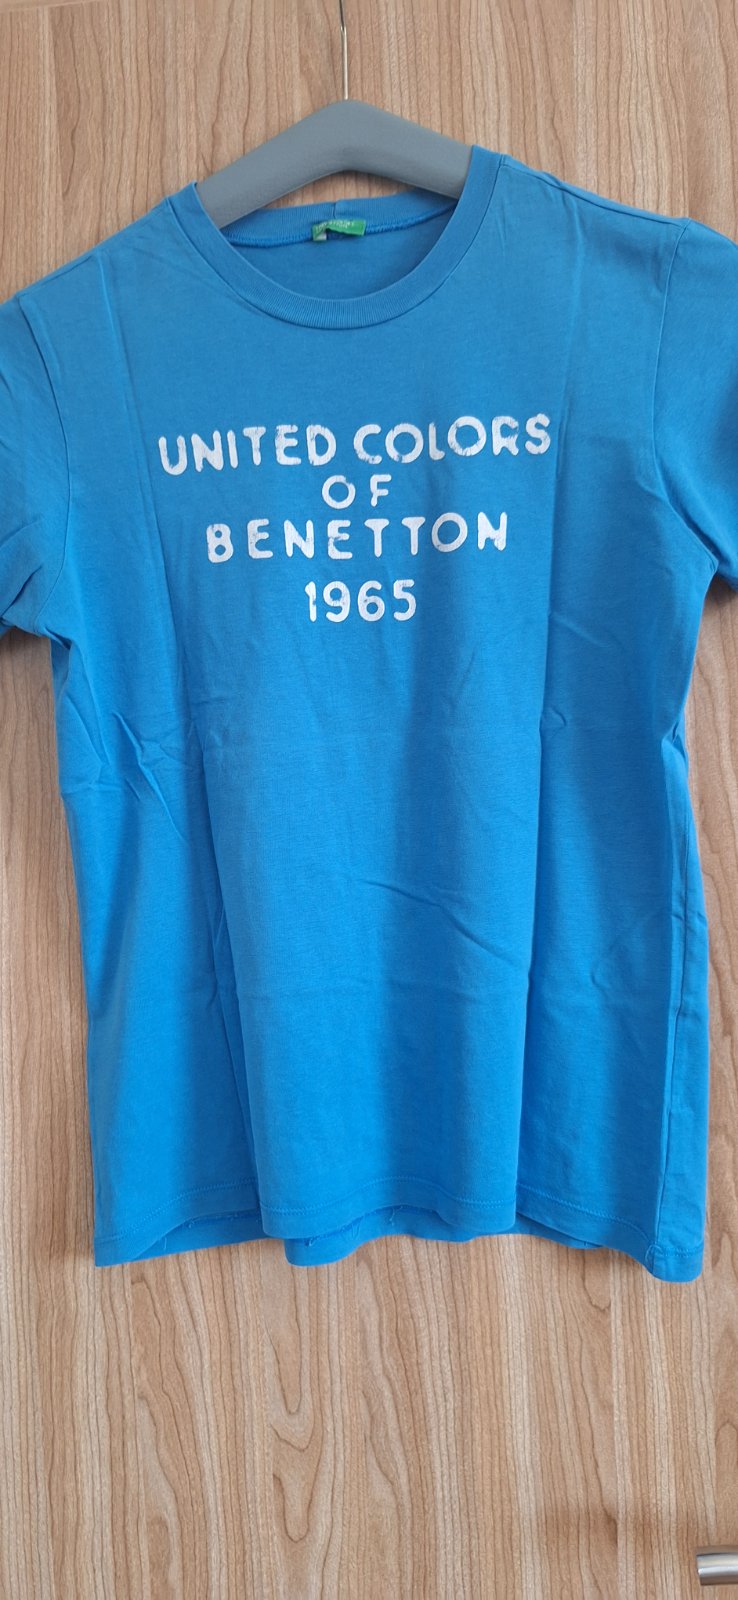 UNITED COLORS
OF
BENETTON
1965